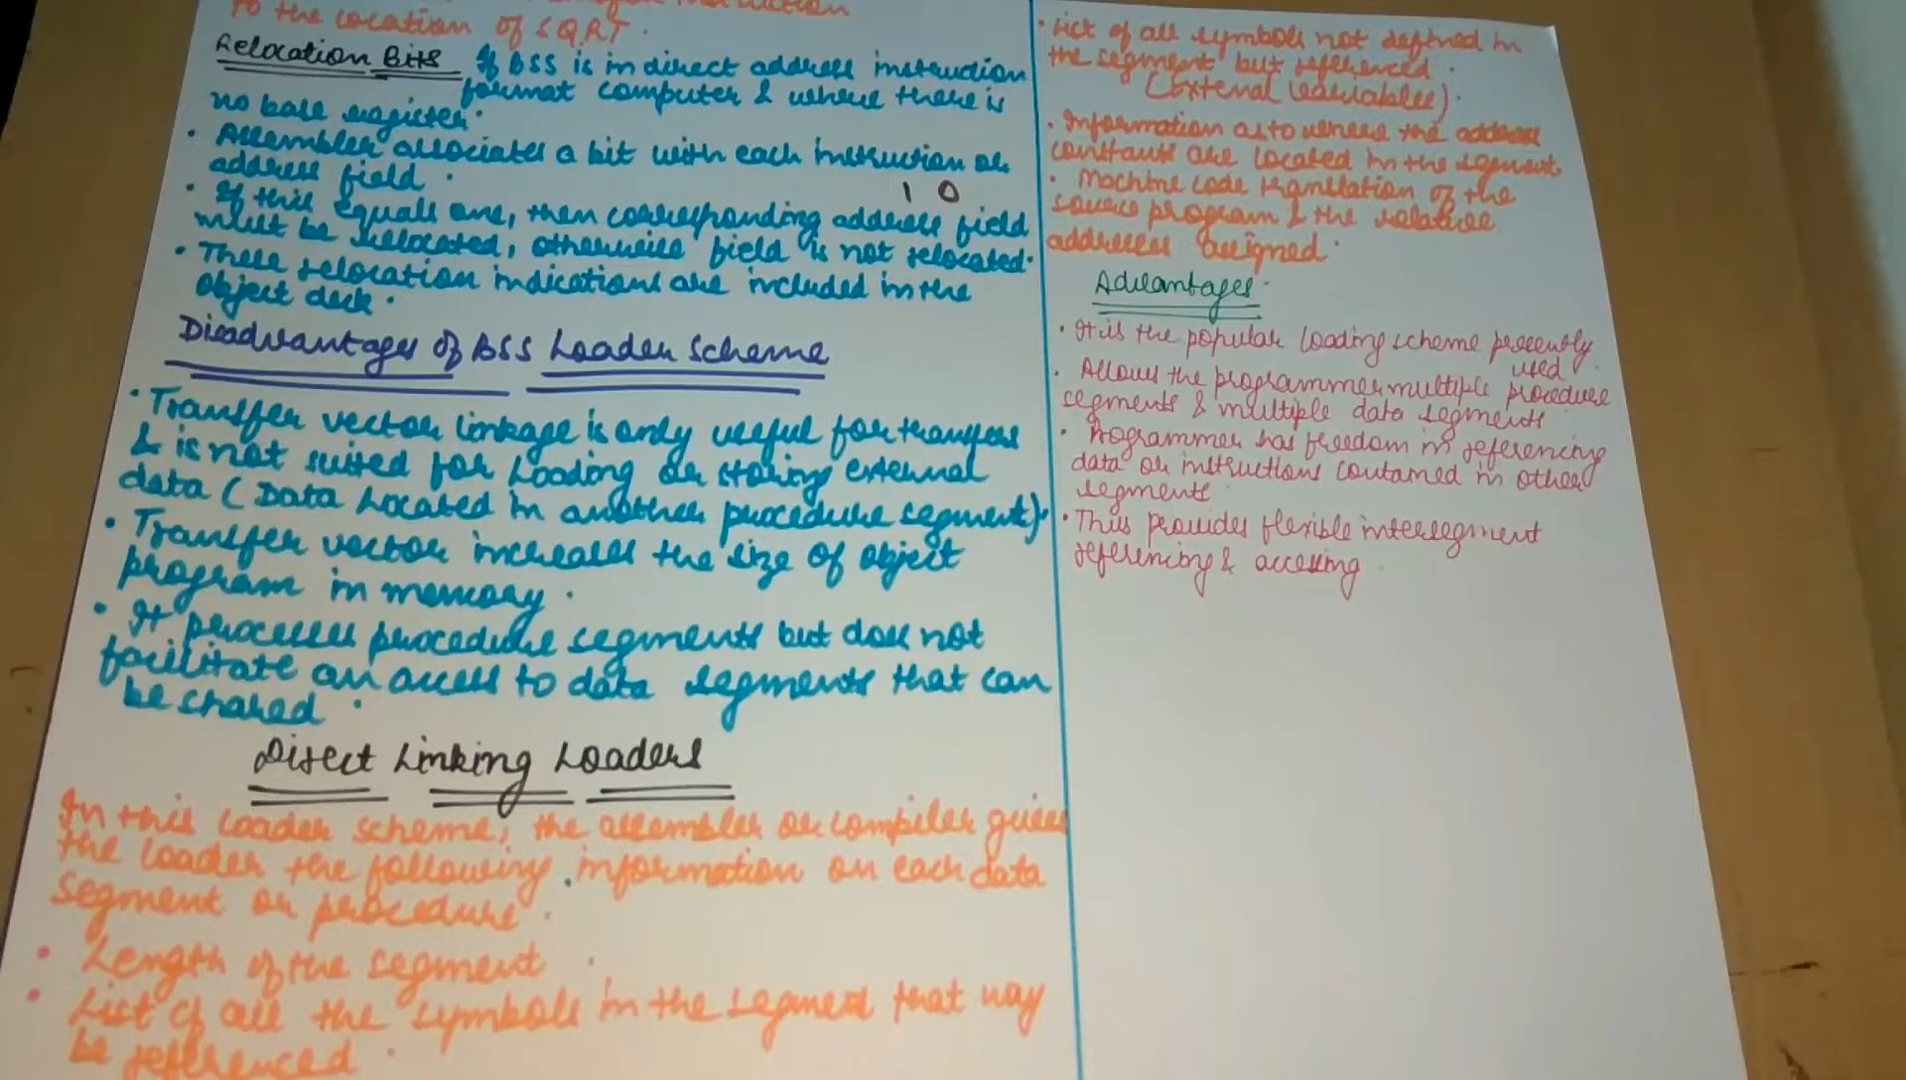 to the location of SQRT.
Relocation Bits If BSS is in direct address instruction
format computer & where there is
no base register.
• Assembler associates a bit with each instruction or
address field.
1 0
• If this equals one, then corresponding address field
must be relocated, otherwise field is not relocated.
• These relocation indications are included in the
object deck.
Disadvantages of BSS Loader Scheme
• Transfer vector linkage is only useful for transfers
& is not suited for Loading or storing external
data (Data Located in another procedure segment).
• Transfer vector increases the size of object
program in memory.
• It processes procedure segments but does not
facilitate an access to data segments that can
be shared.
Direct Linking Loaders
In this loader scheme, the assembler or compiler gives
the loader the following information on each data
segment or procedure.
• Length of the segment.
• List of all the symbols in the segment that may
be referenced.
• List of all symbols not defined in
the segment but referenced.
(External variables).
• Information as to where the address
constants are located in the segment.
• Machine code translation of the
source program & the relative
addresses assigned.
Advantages
• It is the popular loading scheme presently
used.
• Allows the programmer multiple procedure
segments & multiple data segments
• Programmer has freedom in referencing
data or instructions contained in other
segments.
• This provides flexible intersegment
referencing & accessing